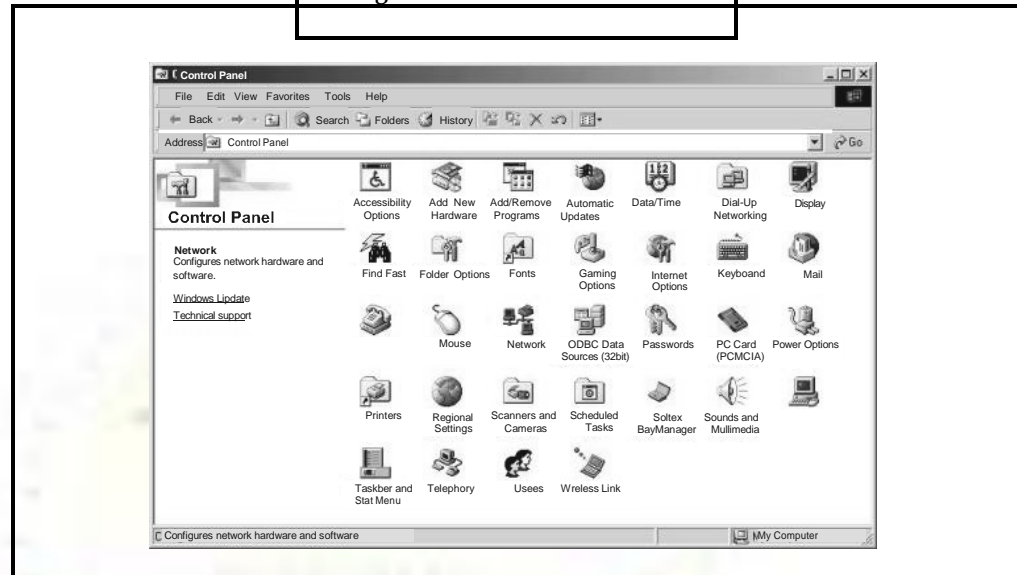 Control Panel
File Edit View Favorites Tools Help
Back Search Folders History
Address Control Panel Go
Control Panel
Network
Configures network hardware and
software.
Windows Lipdate
Technical support
Accessibility
Options
Add New
Hardware
Add/Remove
Programs
Automatic
Updates
Data/Time
Dial-Up
Networking
Display
Find Fast
Folder Options
Fonts
Gaming
Options
Internet
Options
Keyboand
Mail
Mouse
Network
ODBC Data
Sources (32bit)
Passwords
PC Card
(PCMCIA)
Power Options
Printers
Regional
Settings
Scanners and
Cameras
Scheduled
Tasks
Soltex
BayManager
Sounds and
Mullimedia
Taskber and
Stat Menu
Telephory
Usees
Wreless Link
Configures network hardware and software
My Computer